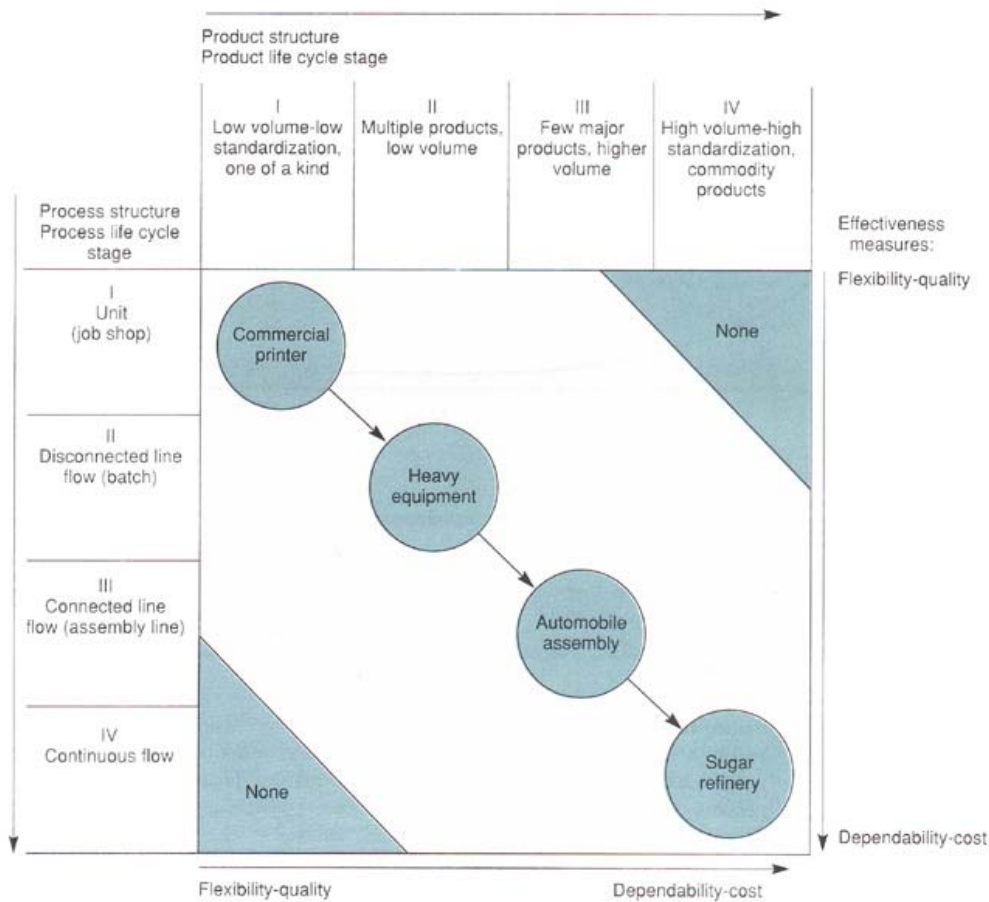 Product structure
Product life cycle stage
I
Low volume-low
standardization,
one of a kind
II
Multiple products,
low volume
III
Few major
products, higher
volume
IV
High volume-high
standardization,
commodity
products
Process structure
Process life cycle
stage
Effectiveness
measures:
Flexibility-quality
I
Unit
(job shop)
Commercial
printer
None
II
Disconnected line
flow (batch)
Heavy
equipment
III
Connected line
flow (assembly line)
Automobile
assembly
IV
Continuous flow
None
Sugar
refinery
Dependability-cost
Flexibility-quality
Dependability-cost